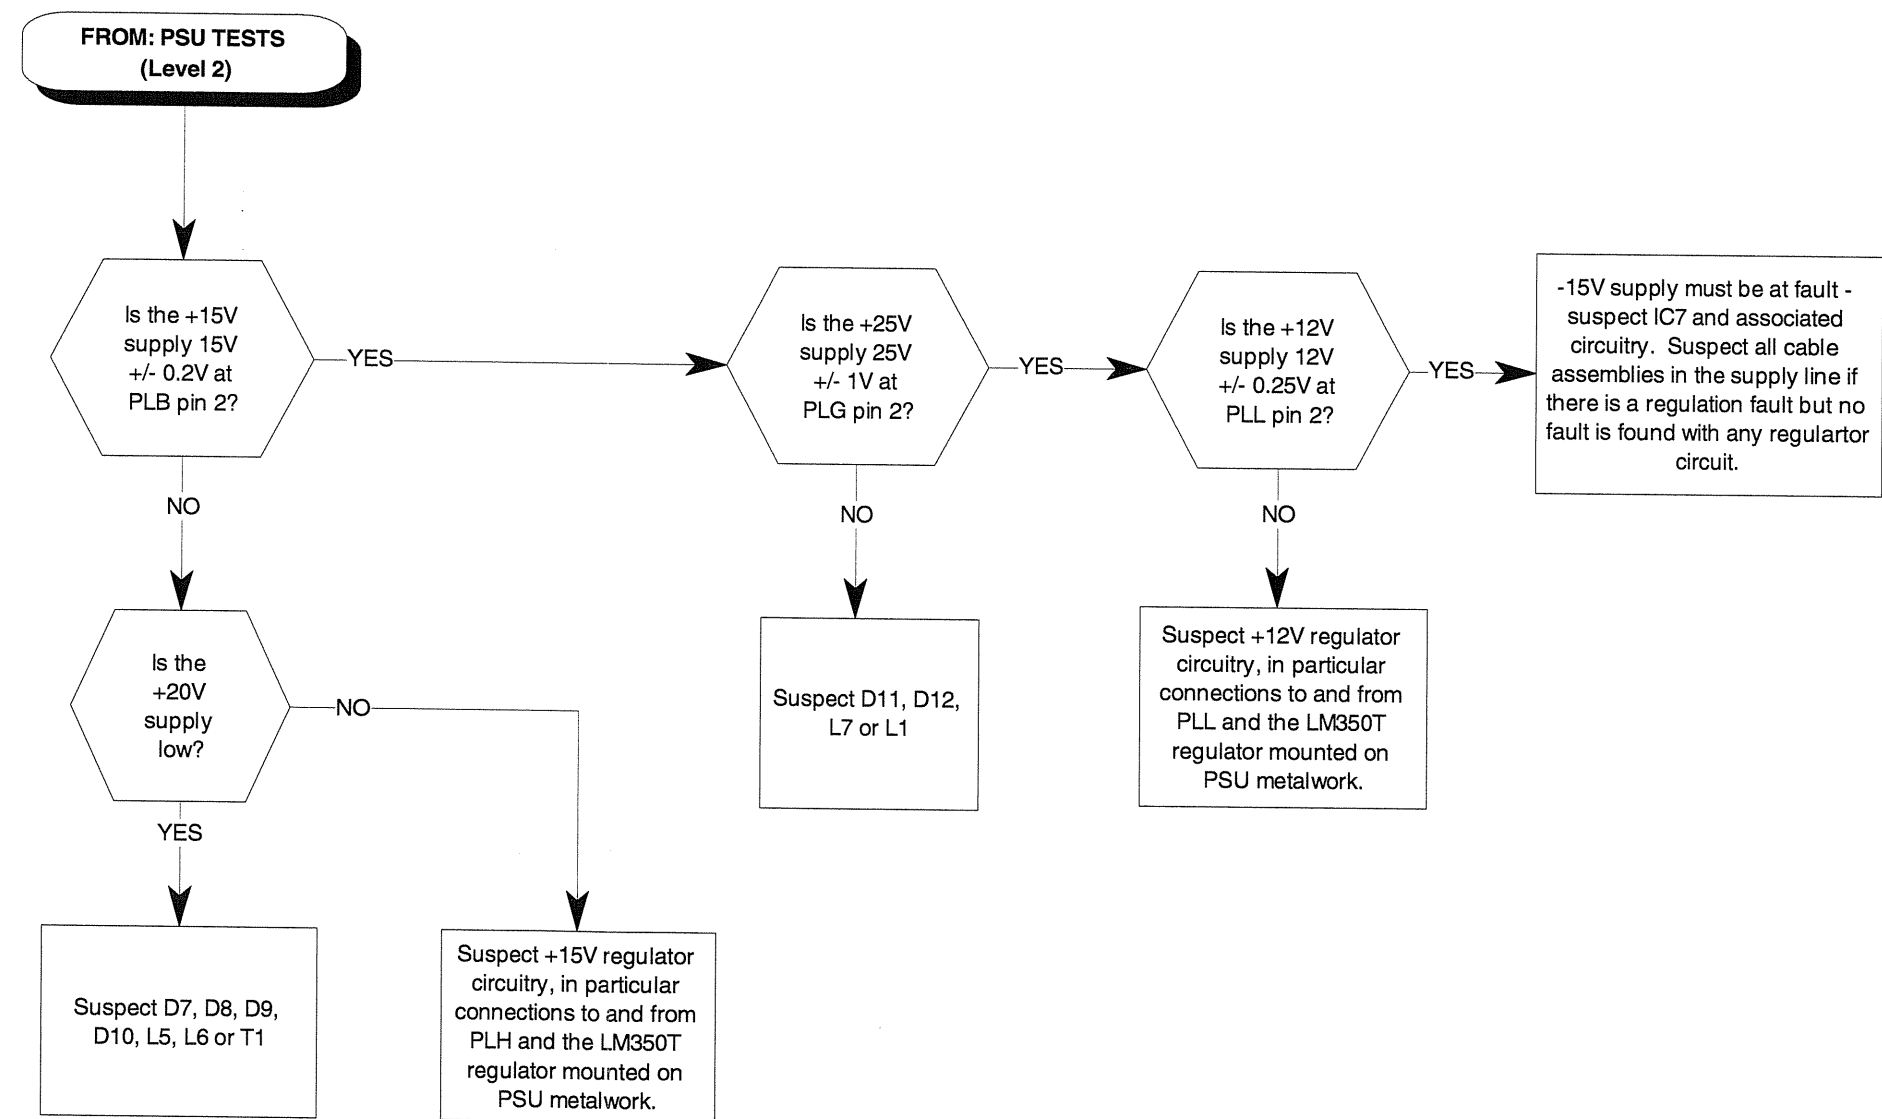 FROM: PSU TESTS
(Level 2)
Is the +15V
supply 15V
+/- 0.2V at
PLB pin 2?
YES
Is the +25V
supply 25V
+/- 1V at
PLG pin 2?
YES
Is the +12V
supply 12V
+/- 0.25V at
PLL pin 2?
YES
-15V supply must be at fault -
suspect IC7 and associated
circuitry. Suspect all cable
assemblies in the supply line if
there is a regulation fault but no
fault is found with any regulartor
circuit.
NO
NO
NO
Is the
+20V
supply
low?
NO
Suspect D11, D12,
L7 or L1
Suspect +12V regulator
circuitry, in particular
connections to and from
PLL and the LM350T
regulator mounted on
PSU metalwork.
YES
Suspect D7, D8, D9,
D10, L5, L6 or T1
Suspect +15V regulator
circuitry, in particular
connections to and from
PLH and the LM350T
regulator mounted on
PSU metalwork.